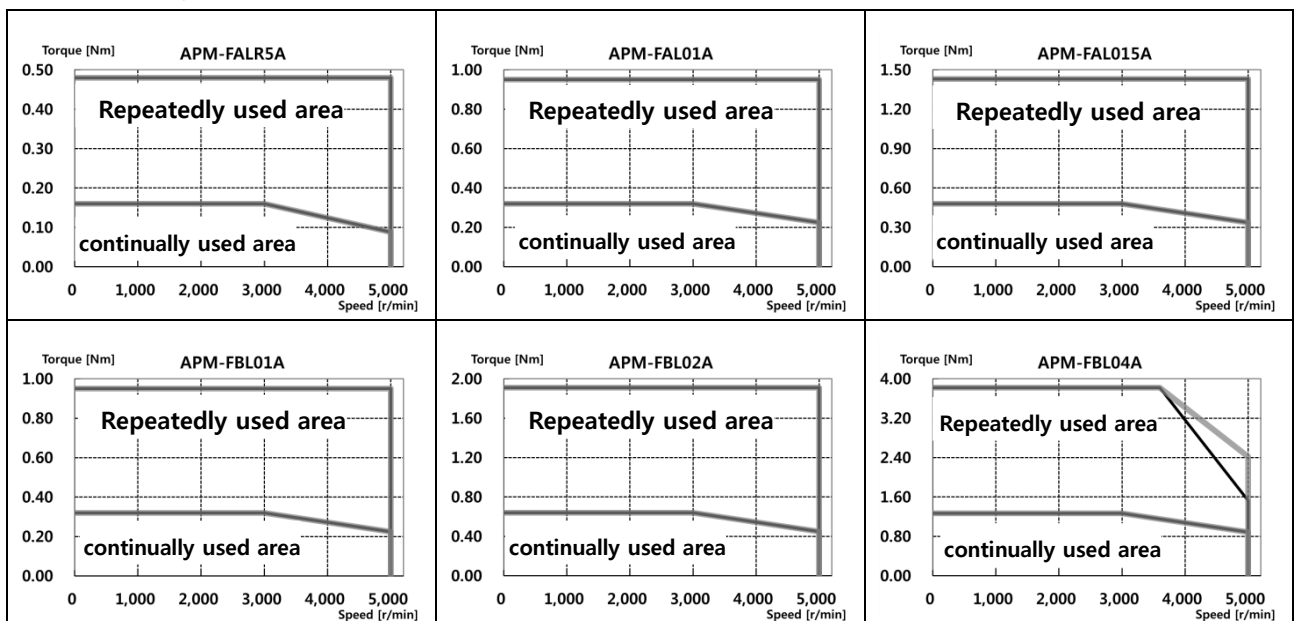 Torque [Nm] APM-FALR5A
0.50
0.40
Repeatedly used area
0.30
0.20
0.10
continually used area
0.00
0 1,000 2,000 3,000 4,000 5,000
Speed [r/min]
Torque [Nm] APM-FAL01A
1.00
0.80
Repeatedly used area
0.60
0.40
0.20
continually used area
0.00
0 1,000 2,000 3,000 4,000 5,000
Speed [r/min]
Torque [Nm] APM-FAL015A
1.50
1.20
Repeatedly used area
0.90
0.60
0.30
continually used area
0.00
0 1,000 2,000 3,000 4,000 5,000
Speed [r/min]
Torque [Nm] APM-FBL01A
1.00
0.80
Repeatedly used area
0.60
0.40
0.20
continually used area
0.00
0 1,000 2,000 3,000 4,000 5,000
Speed [r/min]
Torque [Nm] APM-FBL02A
2.00
1.60
Repeatedly used area
1.20
0.80
0.40
continually used area
0.00
0 1,000 2,000 3,000 4,000 5,000
Speed [r/min]
Torque [Nm] APM-FBL04A
4.00
3.20
Repeatedly used area
2.40
1.60
0.80
continually used area
0.00
0 1,000 2,000 3,000 4,000 5,000
Speed [r/min]